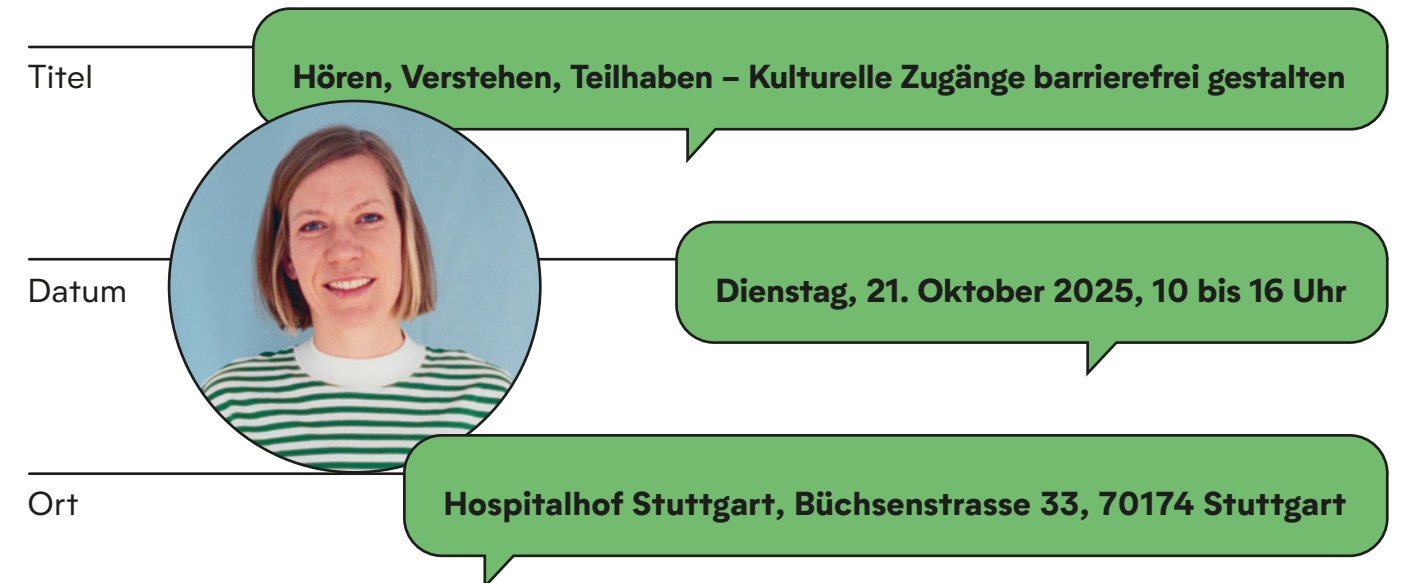 Titel
Hören, Verstehen, Teilhaben – Kulturelle Zugänge barrierefrei gestalten
Datum
Dienstag, 21. Oktober 2025, 10 bis 16 Uhr
Ort
Hospitalhof Stuttgart, Büchsenstrasse 33, 70174 Stuttgart